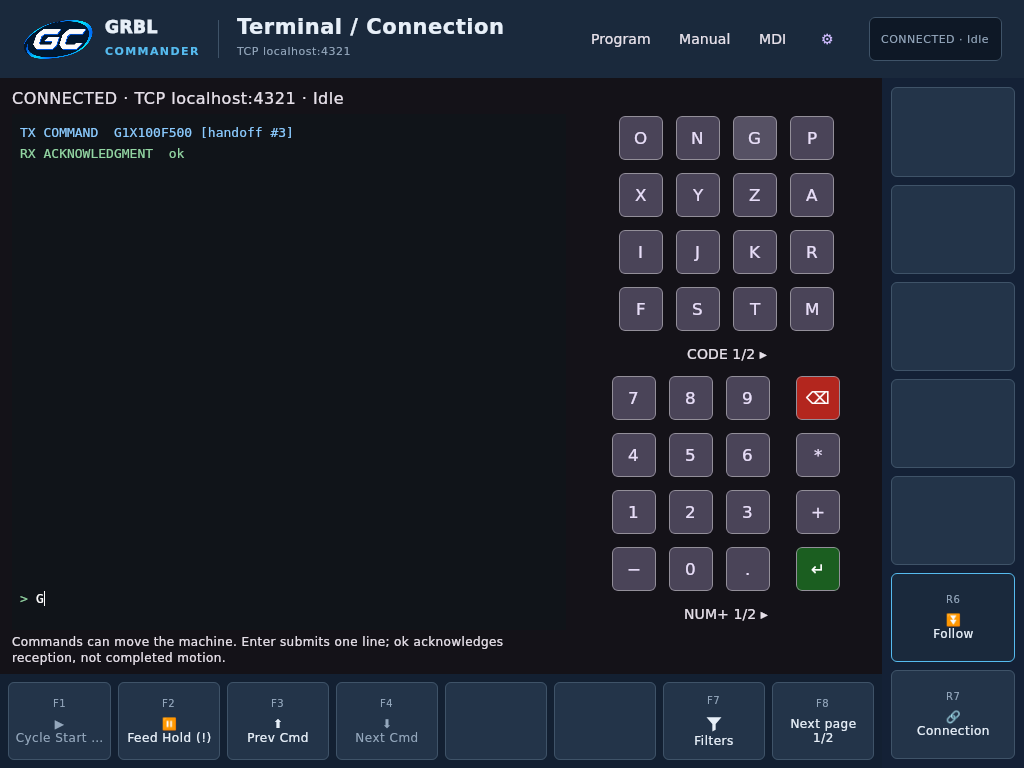 GC
GRBL
COMMANDER
Terminal / Connection
TCP localhost:4321
Program
Manual
MDI
⚙
CONNECTED · Idle
CONNECTED · TCP localhost:4321 · Idle
TX COMMAND  G1X100F500 [handoff #3]
RX ACKNOWLEDGMENT  ok
> G
Commands can move the machine. Enter submits one line; ok acknowledges
reception, not completed motion.
O N G P
X Y Z A
I J K R
F S T M
CODE 1/2 ▸
7 8 9 ⌫
4 5 6 *
1 2 3 +
− 0 . ↵
NUM+ 1/2 ▸
R6
⏬
Follow
R7
🔗
Connection
F1
▶
Cycle Start ...
F2
⏸
Feed Hold (!)
F3
⬆
Prev Cmd
F4
⬇
Next Cmd
F7
Filters
F8
Next page
1/2